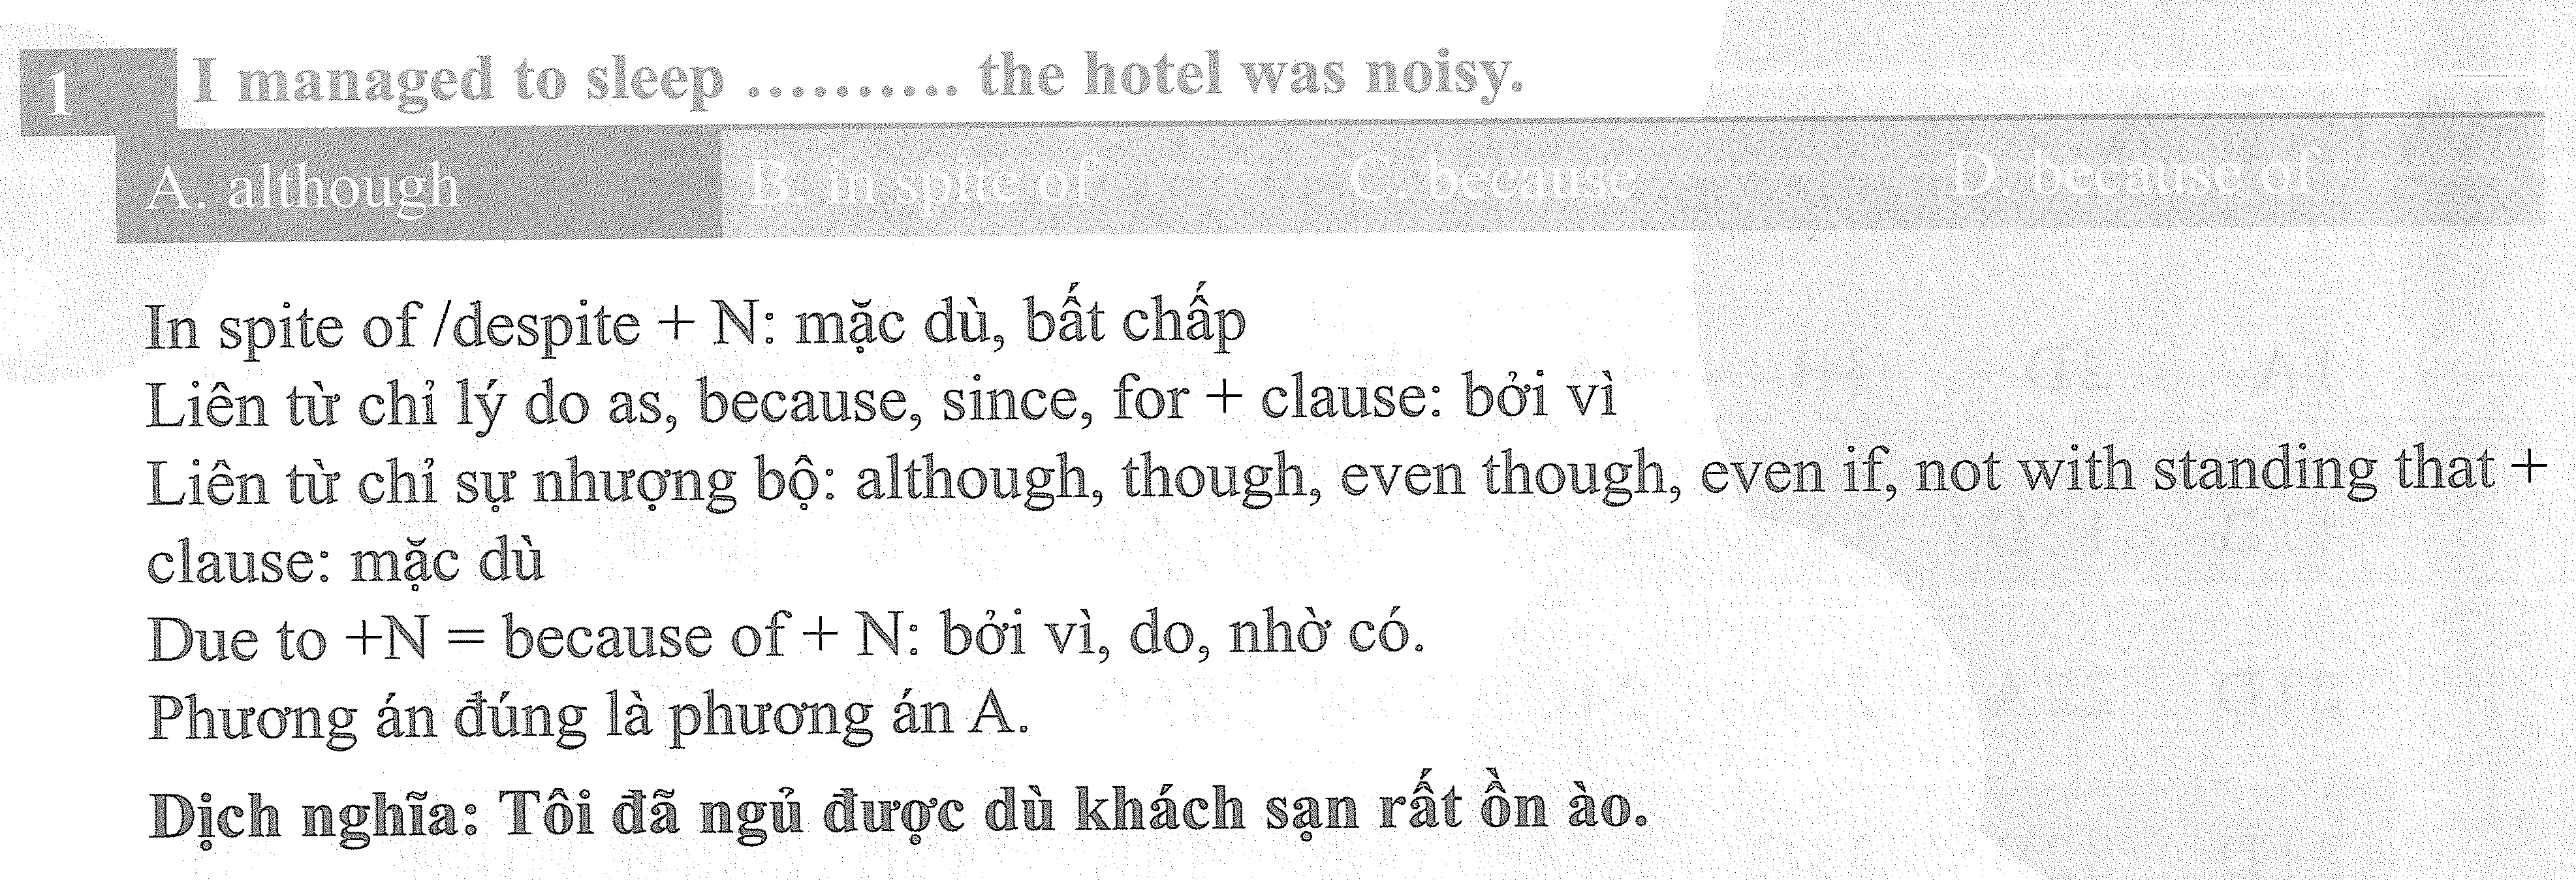 1 I managed to sleep .......... the hotel was noisy.
A. although B. in spite of C. because D. because of
In spite of /despite + N: mặc dù, bất chấp
Liên từ chỉ lý do as, because, since, for + clause: bởi vì
Liên từ chỉ sự nhượng bộ: although, though, even though, even if, not with standing that +
clause: mặc dù
Due to +N = because of + N: bởi vì, do, nhờ có.
Phương án đúng là phương án A.
Dịch nghĩa: Tôi đã ngủ được dù khách sạn rất ồn ào.